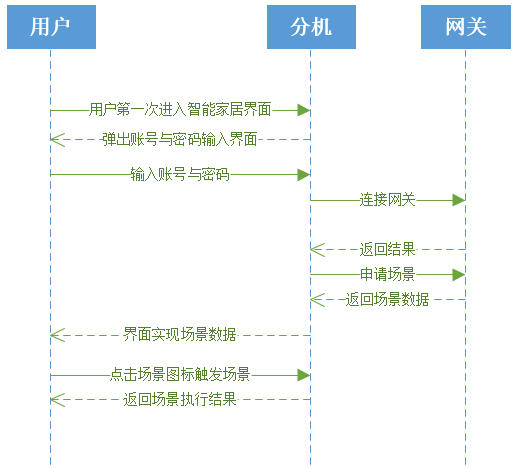 用户
分机
网关
用户第一次进入智能家居界面
弹出账号与密码输入界面
输入账号与密码
连接网关
返回结果
申请场景
返回场景数据
界面实现场景数据
点击场景图标触发场景
返回场景执行结果